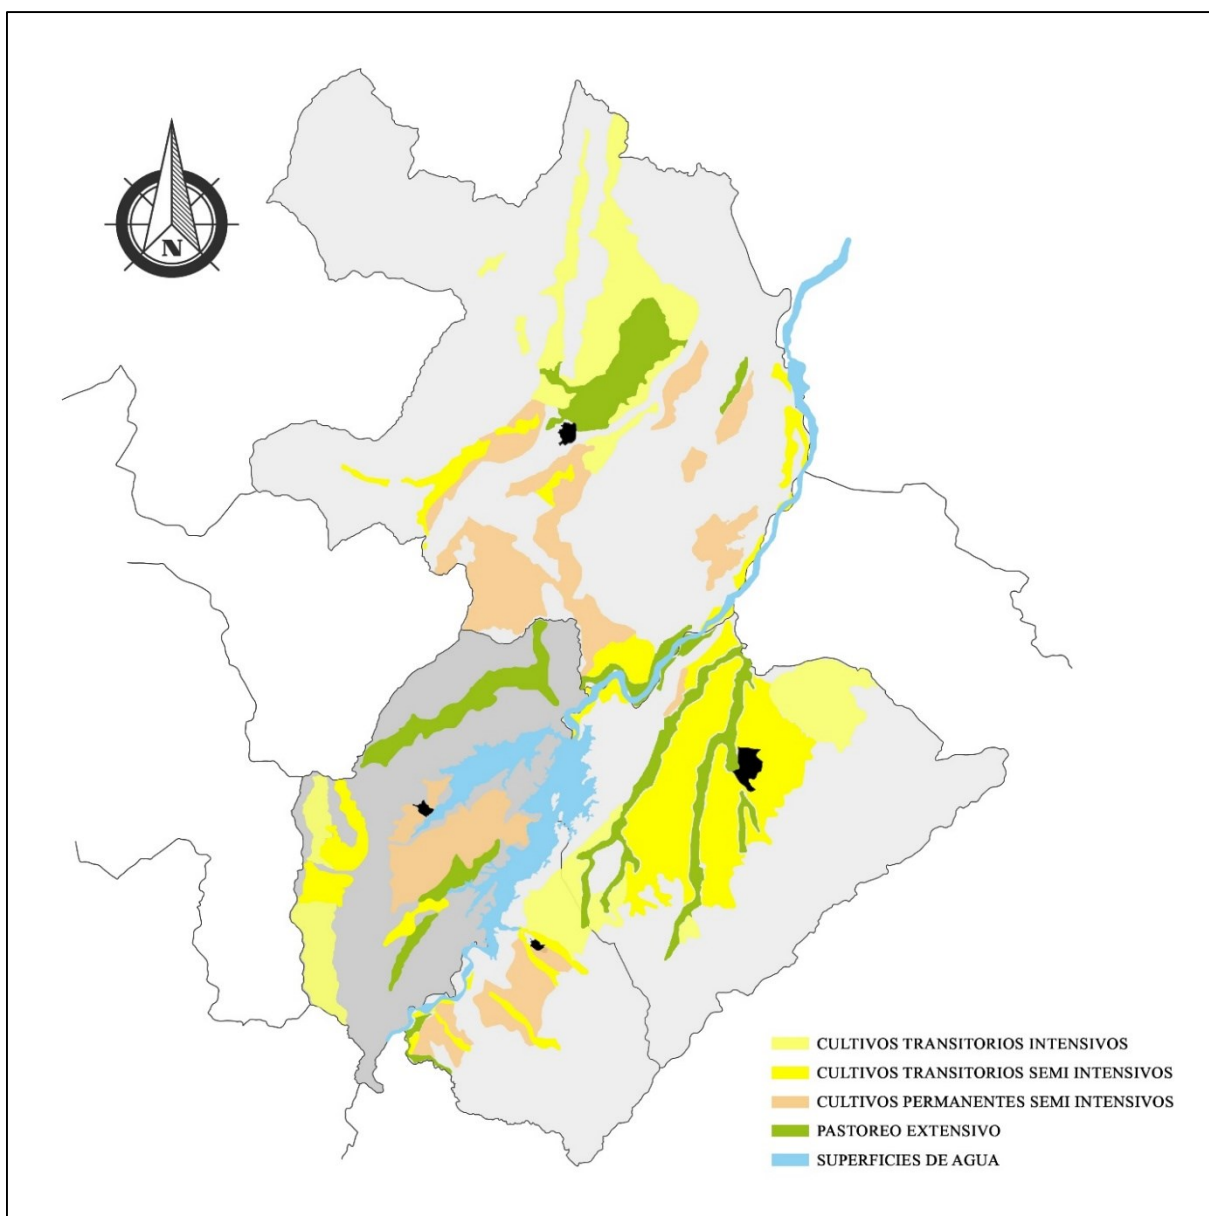 N
CULTIVOS TRANSITORIOS INTENSIVOS
CULTIVOS TRANSITORIOS SEMI INTENSIVOS
CULTIVOS PERMANENTES SEMI INTENSIVOS
PASTOREO EXTENSIVO
SUPERFICIES DE AGUA